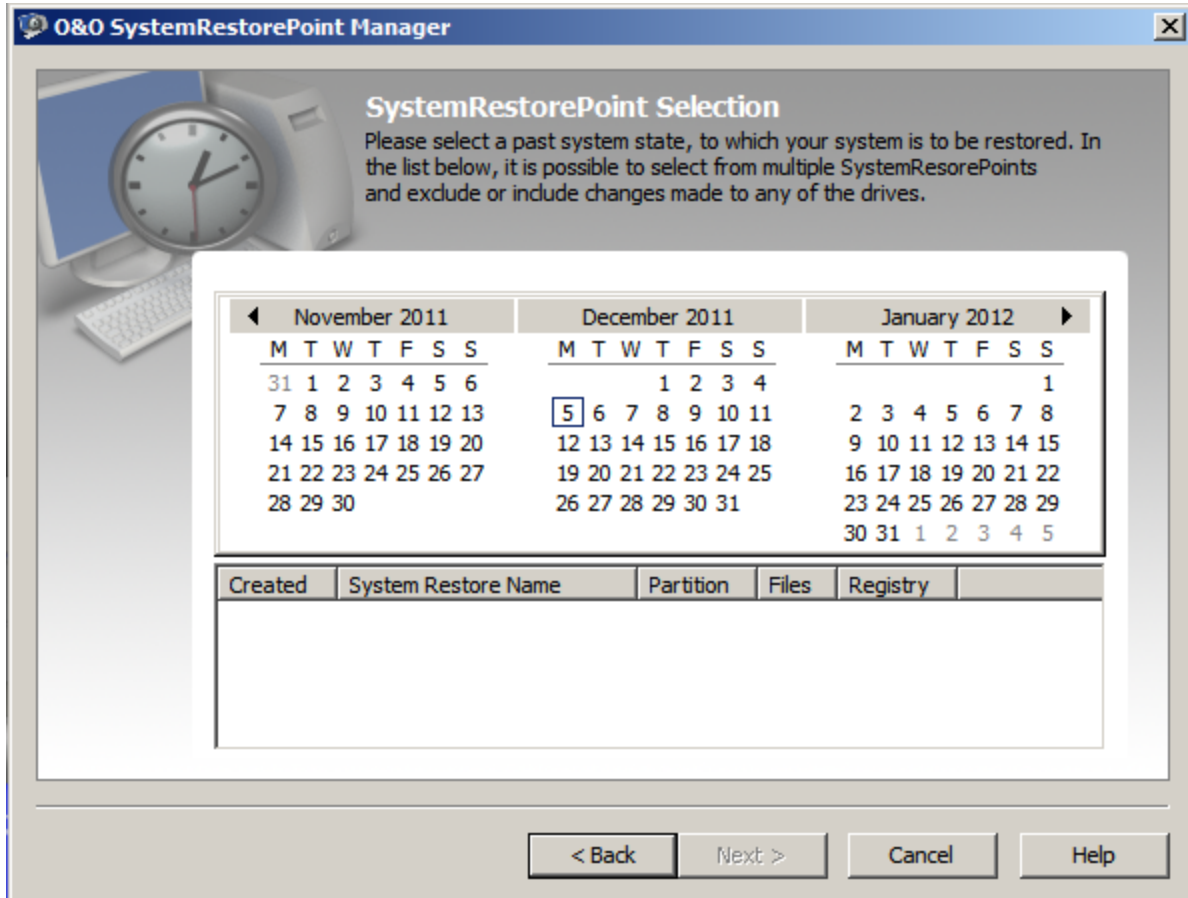 O&O SystemRestorePoint Manager
SystemRestorePoint Selection
Please select a past system state, to which your system is to be restored. In
the list below, it is possible to select from multiple SystemResorePoints
and exclude or include changes made to any of the drives.
November 2011 December 2011 January 2012
M T W T F S S M T W T F S S M T W T F S S
31 1 2 3 4 5 6 1 2 3 4 1
7 8 9 10 11 12 13 5 6 7 8 9 10 11 2 3 4 5 6 7 8
14 15 16 17 18 19 20 12 13 14 15 16 17 18 9 10 11 12 13 14 15
21 22 23 24 25 26 27 19 20 21 22 23 24 25 16 17 18 19 20 21 22
28 29 30 26 27 28 29 30 31 23 24 25 26 27 28 29
30 31 1 2 3 4 5
Created System Restore Name Partition Files Registry
< Back Next > Cancel Help